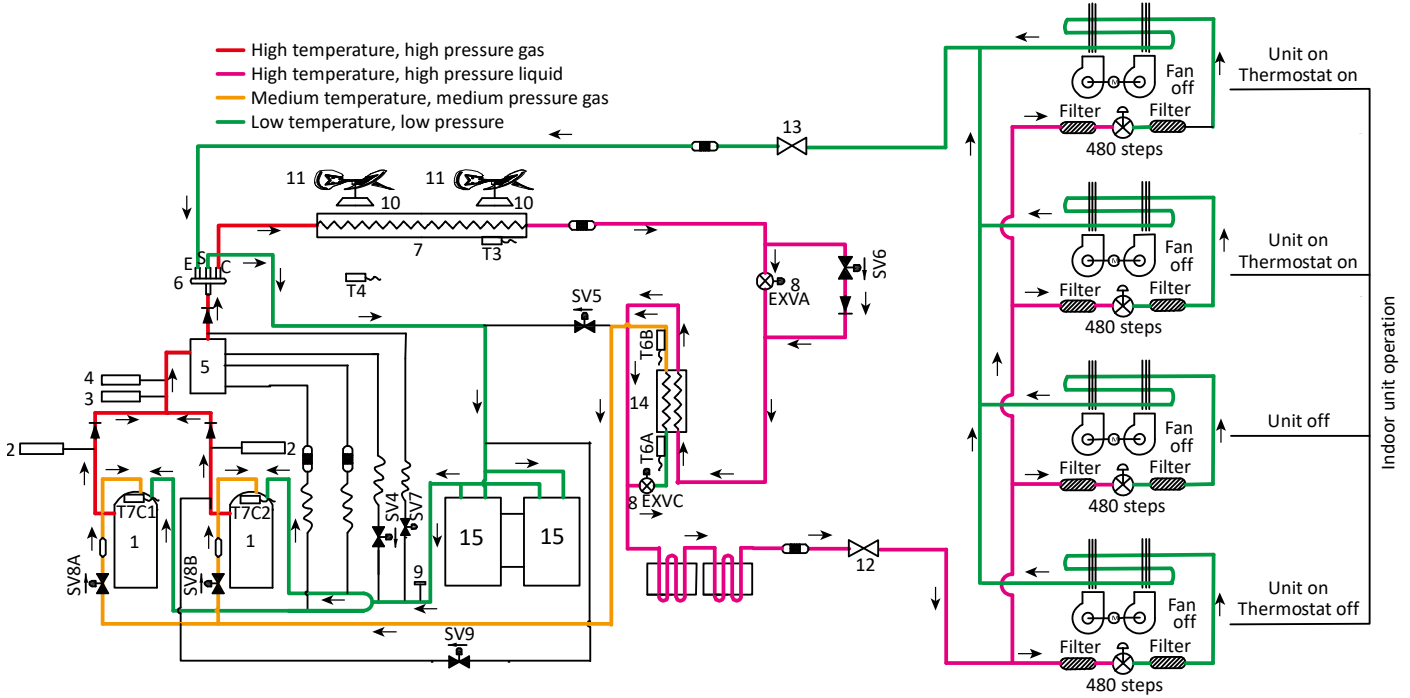 High temperature, high pressure gas
High temperature, high pressure liquid
Medium temperature, medium pressure gas
Low temperature, low pressure
13
11
11
10
10
7
T3
T4
E
S
C
6
SV5
8
EXVA
SV6
T6B
14
T6A
8
EXVC
5
4
3
2
2
T7C1
1
T7C2
1
SV8A
SV8B
SV4
SV7
9
15
15
SV9
12
M
Fan
off
Filter
Filter
480 steps
Unit on
Thermostat on
M
Fan
off
Filter
Filter
480 steps
Unit on
Thermostat on
M
Fan
off
Filter
Filter
480 steps
Unit off
M
Fan
off
Filter
Filter
480 steps
Unit on
Thermostat off
Indoor unit operation